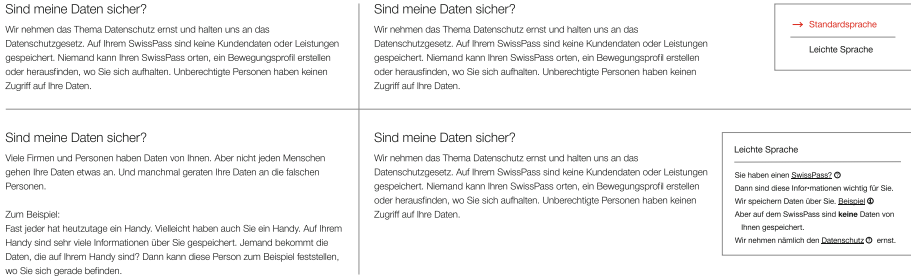 Sind meine Daten sicher?
Wir nehmen das Thema Datenschutz ernst und halten uns an das
Datenschutzgesetz. Auf Ihrem SwissPass sind keine Kundendaten oder Leistungen
gespeichert. Niemand kann Ihren SwissPass orten, ein Bewegungsprofil erstellen
oder herausfinden, wo Sie sich aufhalten. Unberechtigte Personen haben keinen
Zugriff auf Ihre Daten.
Sind meine Daten sicher?
Wir nehmen das Thema Datenschutz ernst und halten uns an das
Datenschutzgesetz. Auf Ihrem SwissPass sind keine Kundendaten oder Leistungen
gespeichert. Niemand kann Ihren SwissPass orten, ein Bewegungsprofil erstellen
oder herausfinden, wo Sie sich aufhalten. Unberechtigte Personen haben keinen
Zugriff auf Ihre Daten.
→ Standardsprache
Leichte Sprache
Sind meine Daten sicher?
Viele Firmen und Personen haben Daten von Ihnen. Aber nicht jeden Menschen
gehen Ihre Daten etwas an. Und manchmal geraten Ihre Daten an die falschen
Personen.
Zum Beispiel:
Fast jeder hat heutzutage ein Handy. Vielleicht haben auch Sie ein Handy. Auf Ihrem
Handy sind sehr viele Informationen über Sie gespeichert. Jemand bekommt die
Daten, die auf Ihrem Handy sind? Dann kann diese Person zum Beispiel feststellen,
wo Sie sich gerade befinden.
Sind meine Daten sicher?
Wir nehmen das Thema Datenschutz ernst und halten uns an das
Datenschutzgesetz. Auf Ihrem SwissPass sind keine Kundendaten oder Leistungen
gespeichert. Niemand kann Ihren SwissPass orten, ein Bewegungsprofil erstellen
oder herausfinden, wo Sie sich aufhalten. Unberechtigte Personen haben keinen
Zugriff auf Ihre Daten.
Leichte Sprache
Sie haben einen SwissPass?
Dann sind diese Infor•mationen wichtig für Sie.
Wir speichern Daten über Sie. Beispiel
Aber auf dem SwissPass sind keine Daten von
Ihnen gespeichert.
Wir nehmen nämlich den Datenschutz ernst.